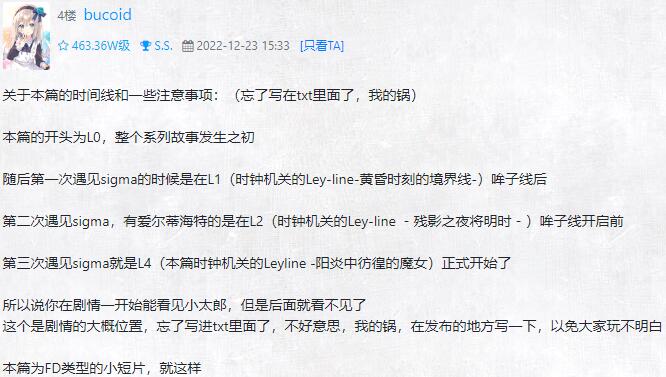 4楼 bucoid
463.36W级 S.S. 2022-12-23 15:33 [只看TA]
关于本篇的时间线和一些注意事项：（忘了写在txt里面了，我的锅）
本篇的开头为L0，整个系列故事发生之初
随后第一次遇见sigma的时候是在L1（时钟机关的Ley-line-黄昏时刻的境界线-）哞子线后
第二次遇见sigma，有爱尔蒂海特的是在L2（时钟机关的Ley-line - 残影之夜将明时 - ）哞子线开启前
第三次遇见sigma就是L4（本篇时钟机关的Leyline -阳炎中彷徨的魔女）正式开始了
所以说你在剧情一开始能看见小太郎，但是后面就看不见了
这个是剧情的大概位置，忘了写进txt里面了，不好意思，我的锅，在发布的地方写一下，以免大家玩不明白
本篇为FD类型的小短片，就这样